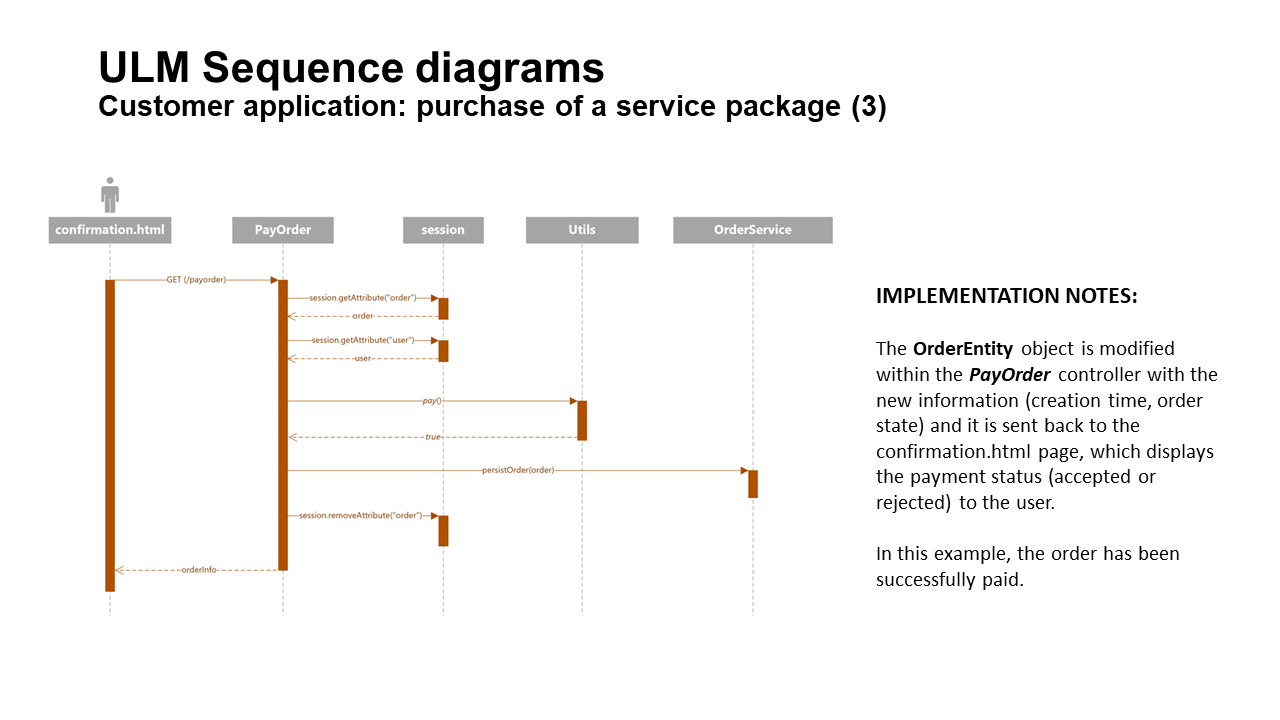 ULM Sequence diagrams
Customer application: purchase of a service package (3)
confirmation.html
PayOrder
session
Utils
OrderService
GET (/payorder)
session.getAttribute("order")
order
session.getAttribute("user")
user
pay()
true
persistOrder(order)
session.removeAttribute("order")
orderInfo
IMPLEMENTATION NOTES:
The OrderEntity object is modified
within the PayOrder controller with the
new information (creation time, order
state) and it is sent back to the
confirmation.html page, which displays
the payment status (accepted or
rejected) to the user.
In this example, the order has been
successfully paid.